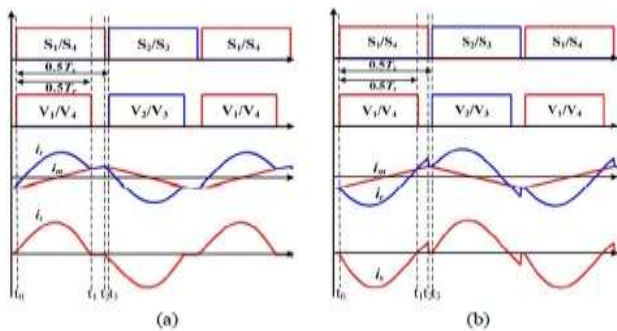 S₁/S₄ S₂/S₃ S₁/S₄
0.5Tₛ
0.5Tᵣ
V₁/V₄ V₂/V₃ V₁/V₄
iᵣ
iₘ
iₛ
t₀ t₁ t₂ t₃
(a)
S₁/S₄ S₂/S₃ S₁/S₄
0.5Tₛ
0.5Tᵣ
V₁/V₄ V₂/V₃ V₁/V₄
iₘ
iᵣ
iₛ
t₀ t₁ t₂ t₃
(b)